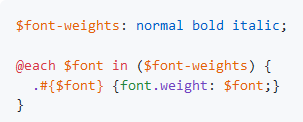 $font-weights: normal bold italic;
@each $font in ($font-weights) {
.#{$font} {font.weight: $font;}
}